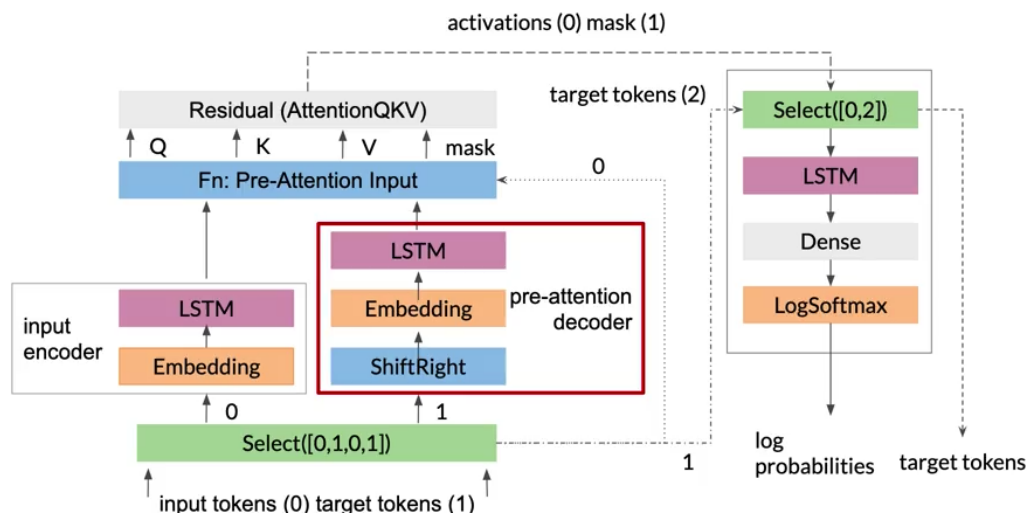 activations (0) mask (1)
Residual (AttentionQKV)
target tokens (2)
Select([0,2])
Q
K
V
mask
Fn: Pre-Attention Input
0
LSTM
Dense
LogSoftmax
LSTM
Embedding
ShiftRight
pre-attention
decoder
input
encoder
LSTM
Embedding
0
1
Select([0,1,0,1])
1
log
probabilities
target tokens
input tokens (0) target tokens (1)